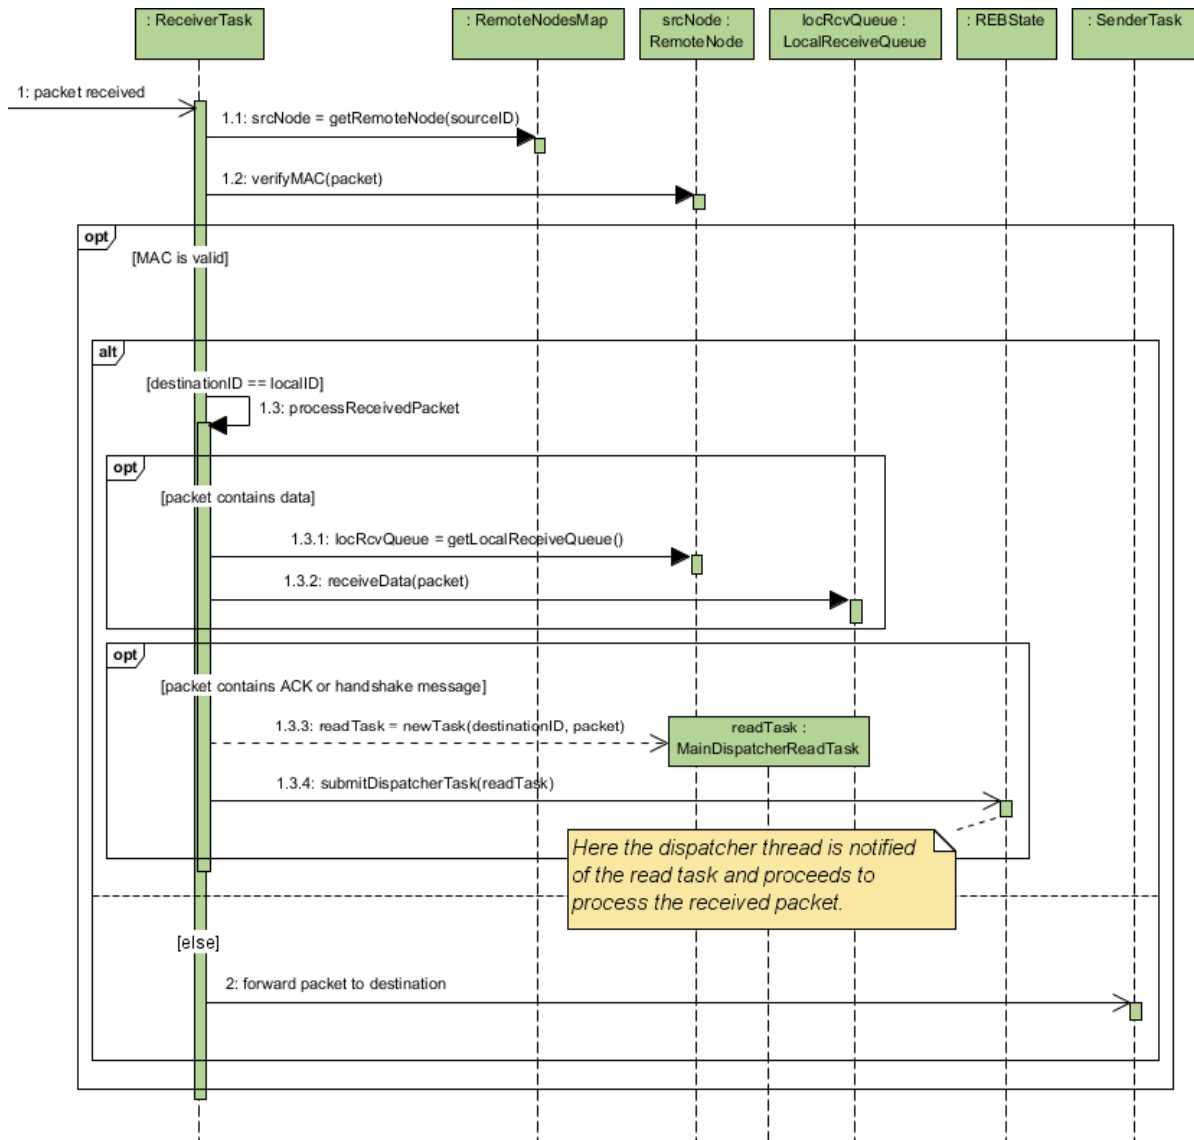 : ReceiverTask
: RemoteNodesMap
srcNode :
RemoteNode
locRcvQueue :
LocalReceiveQueue
: REBState
: SenderTask
1: packet received
1.1: srcNode = getRemoteNode(sourceID)
1.2: verifyMAC(packet)
opt
[MAC is valid]
alt
[destinationID == localID]
1.3: processReceivedPacket
opt
[packet contains data]
1.3.1: locRcvQueue = getLocalReceiveQueue()
1.3.2: receiveData(packet)
opt
[packet contains ACK or handshake message]
1.3.3: readTask = newTask(destinationID, packet)
readTask :
MainDispatcherReadTask
1.3.4: submitDispatcherTask(readTask)
Here the dispatcher thread is notified
of the read task and proceeds to
process the received packet.
[else]
2: forward packet to destination